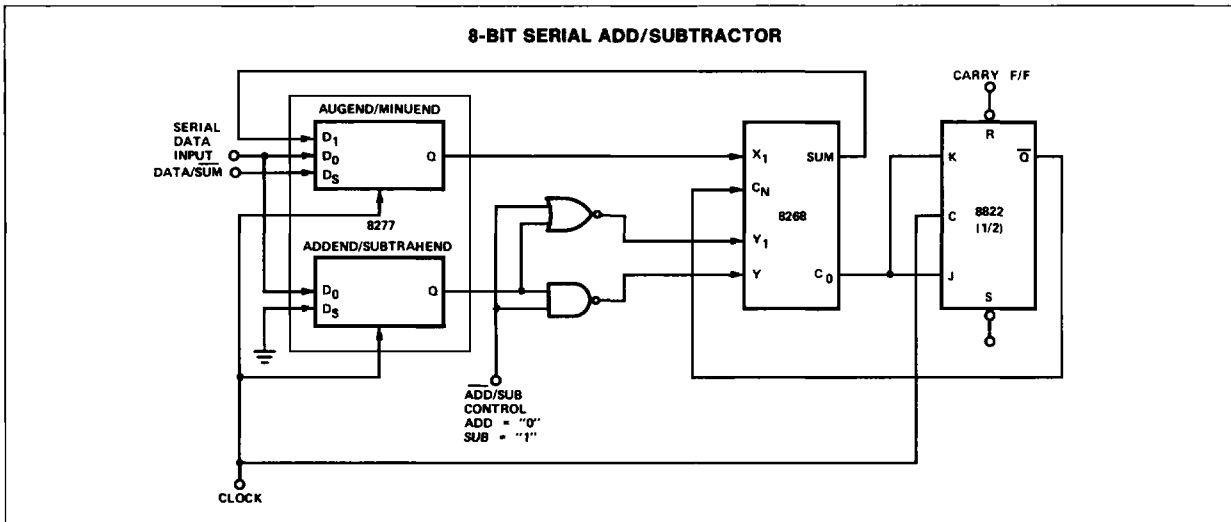 8-BIT SERIAL ADD/SUBTRACTOR
CARRY F/F
AUGEND/MINUEND
SERIAL
DATA
INPUT
DATA/SUM
D1
D0
DS
Q
8277
ADDEND/SUBTRAHEND
D0
DS
Q
ADD/SUB
CONTROL
ADD = "0"
SUB = "1"
CLOCK
X1
CN
Y1
Y
SUM
8268
C0
R
K
Q
C
8822
(1/2)
J
S